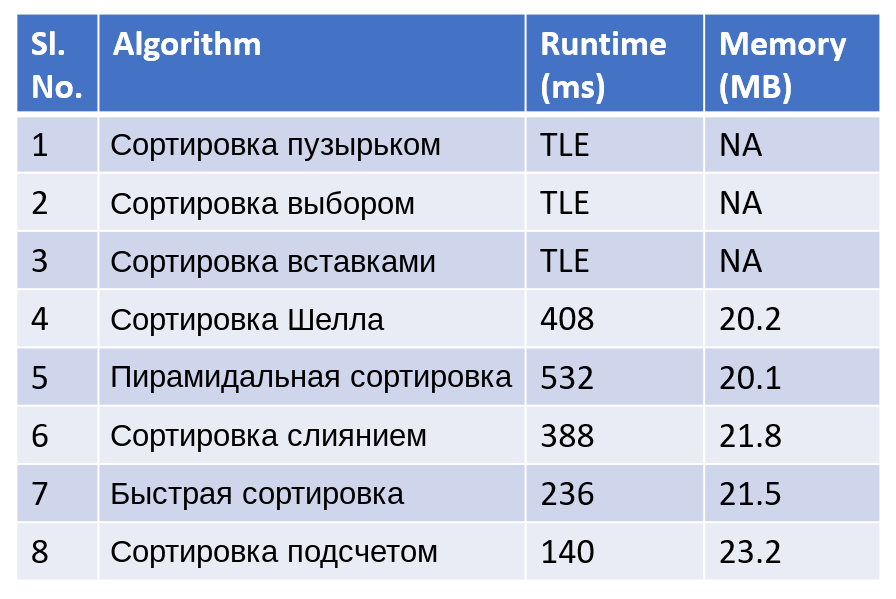 Sl. No. Algorithm Runtime (ms) Memory (MB)
1 Сортировка пузырьком TLE NA
2 Сортировка выбором TLE NA
3 Сортировка вставками TLE NA
4 Сортировка Шелла 408 20.2
5 Пирамидальная сортировка 532 20.1
6 Сортировка слиянием 388 21.8
7 Быстрая сортировка 236 21.5
8 Сортировка подсчетом 140 23.2